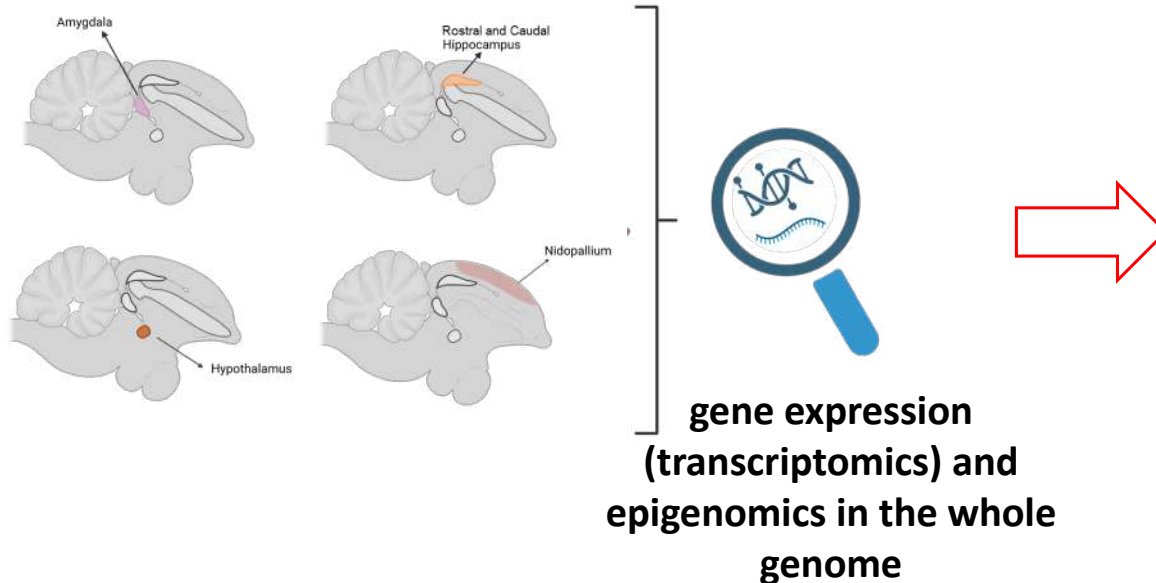 Amygdala
Rostral and Caudal
Hippocampus
Hypothalamus
Nidopallium
gene expression
(transcriptomics) and
epigenomics in the whole
genome